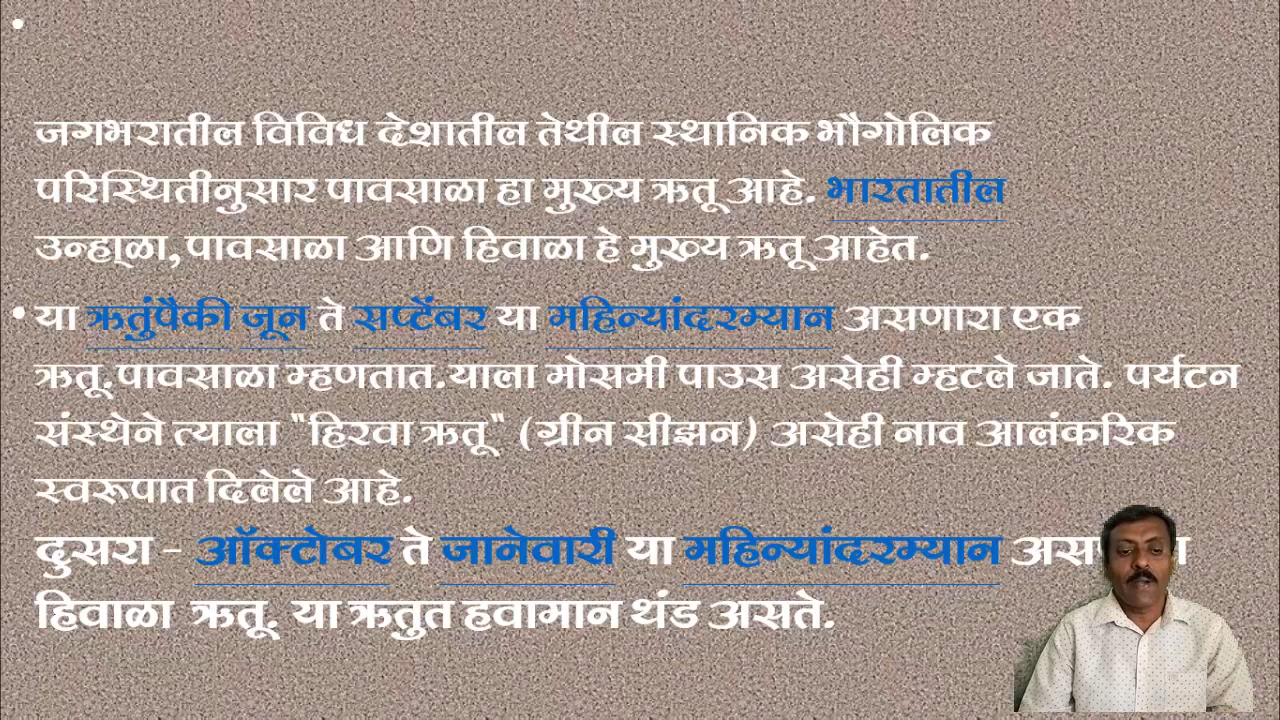 जगभरातील विविध देशातील तेथील स्थानिक भौगोलिक
परिस्थितीनुसार पावसाळा हा मुख्य ऋतू आहे. भारतातील
उन्हा्ळा,पावसाळा आणि हिवाळा हे मुख्य ऋतू आहेत.
या ऋतुंपैकी जून ते सप्टेंबर या महिन्यांदरम्यान असणारा एक
ऋतू.पावसाळा म्हणतात.याला मोसमी पाउस असेही म्हटले जाते. पर्यटन
संस्थेने त्याला "हिरवा ऋतू" (ग्रीन सीझन) असेही नाव आलंकरिक
स्वरूपात दिलेले आहे.
दुसरा - ऑक्टोबर ते जानेवारी या महिन्यांदरम्यान
हिवाळा ऋतू. या ऋतुत हवामान थंड असते.